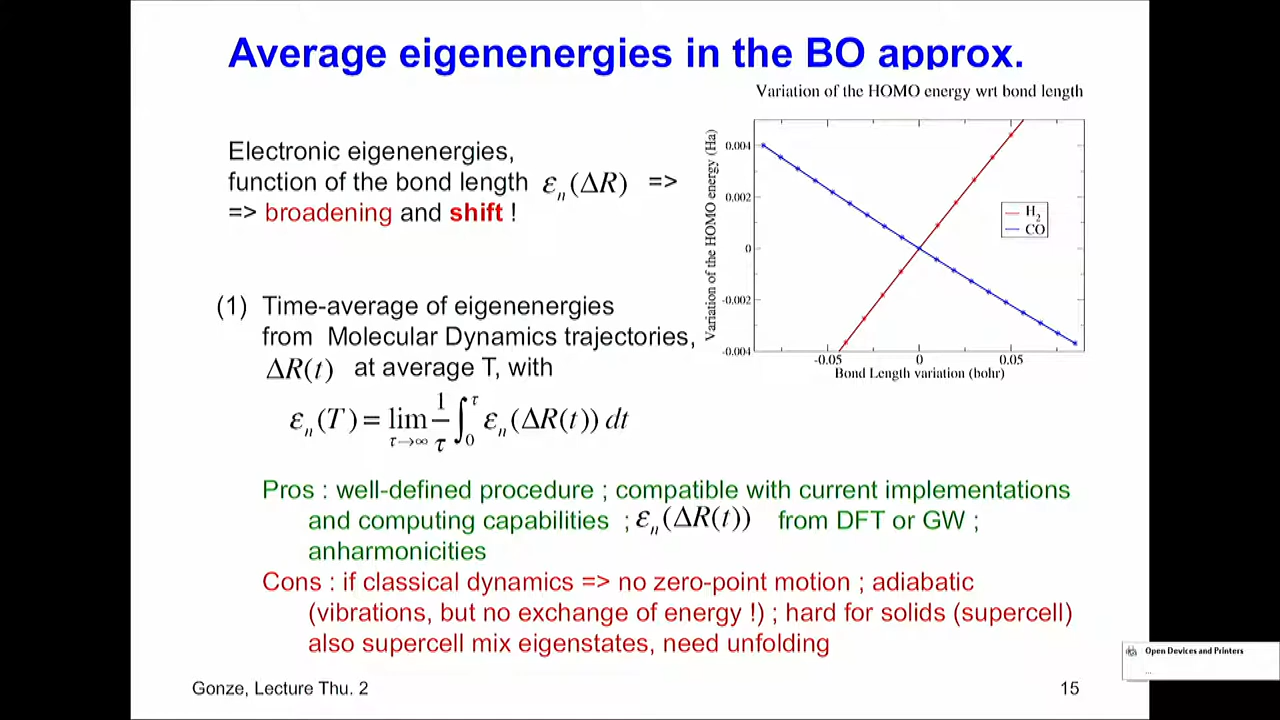 Average eigenenergies in the BO approx.
Variation of the HOMO energy wrt bond length
Electronic eigenenergies,
function of the bond length εn(ΔR) =>
=> broadening and shift !
Variation of the HOMO energy (Ha)
0.004
0.002
0
-0.002
-0.004
H2
CO
-0.05 0 0.05
Bond Length variation (bohr)
(1) Time-average of eigenenergies
from Molecular Dynamics trajectories,
ΔR(t) at average T, with
εn(T) = lim τ→∞ 1/τ ∫0τ εn(ΔR(t)) dt
Pros : well-defined procedure ; compatible with current implementations
and computing capabilities ; εn(ΔR(t)) from DFT or GW ;
anharmonicities
Cons : if classical dynamics => no zero-point motion ; adiabatic
(vibrations, but no exchange of energy !) ; hard for solids (supercell)
also supercell mix eigenstates, need unfolding
Open Devices and Printers
...
Gonze, Lecture Thu. 2
15